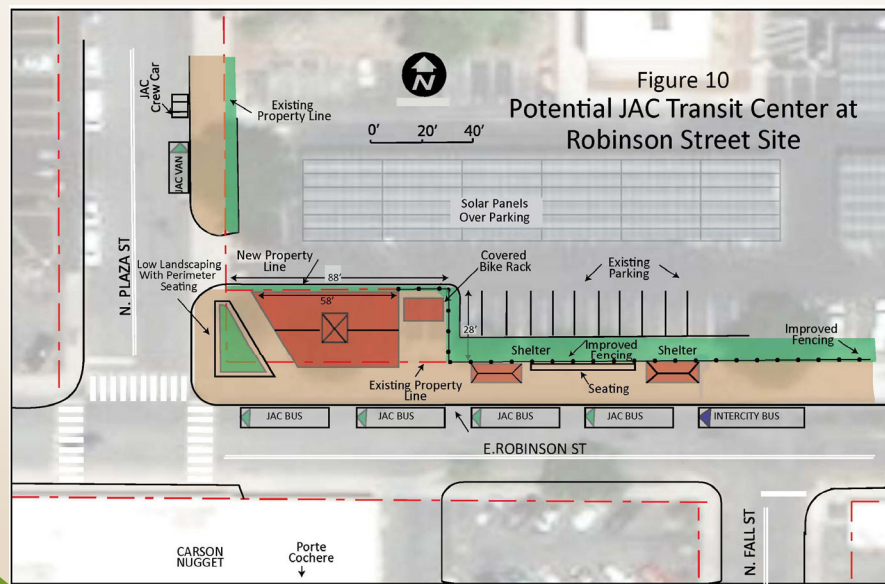 Figure 10
Potential JAC Transit Center at
Robinson Street Site
N
0' 20' 40'
JAC
Crew Car
Existing
Property Line
JAC VAN
Solar Panels
Over Parking
N. PLAZA ST
Low Landscaping
With Perimeter
Seating
New Property
Line
88'
58'
28'
Covered
Bike Rack
Existing
Parking
Improved
Fencing
Shelter
Improved
Fencing
Shelter
Existing Property
Line
Seating
JAC BUS
JAC BUS
JAC BUS
JAC BUS
INTERCITY BUS
E.ROBINSON ST
CARSON
NUGGET
Porte
Cochere
N. FALL ST